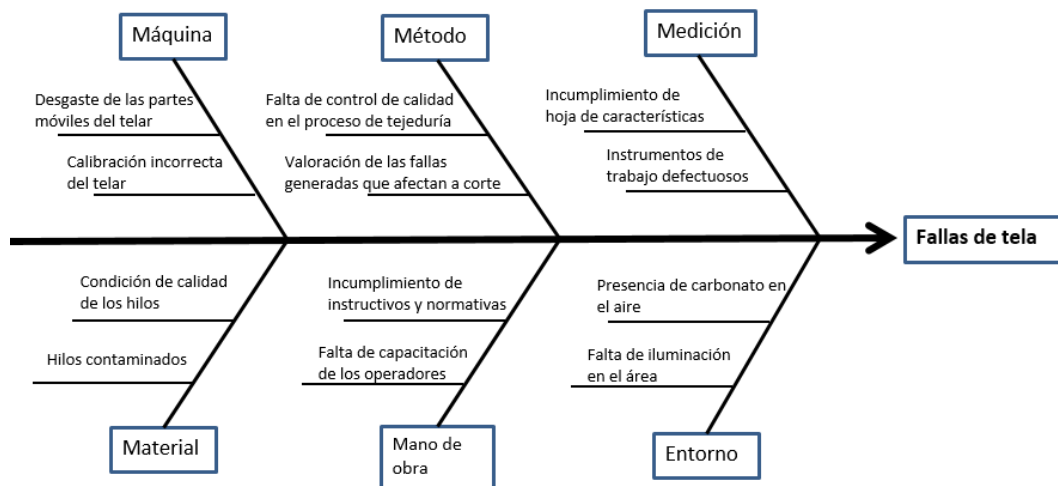 Máquina
Método
Medición
Desgaste de las partes
móviles del telar
Calibración incorrecta
del telar
Falta de control de calidad
en el proceso de tejeduría
Valoración de las fallas
generadas que afectan a corte
Incumplimiento de
hoja de características
Instrumentos de
trabajo defectuosos
Fallas de tela
Condición de calidad
de los hilos
Hilos contaminados
Incumplimiento de
instructivos y normativas
Falta de capacitación
de los operadores
Presencia de carbonato en
el aire
Falta de iluminación
en el área
Material
Mano de
obra
Entorno